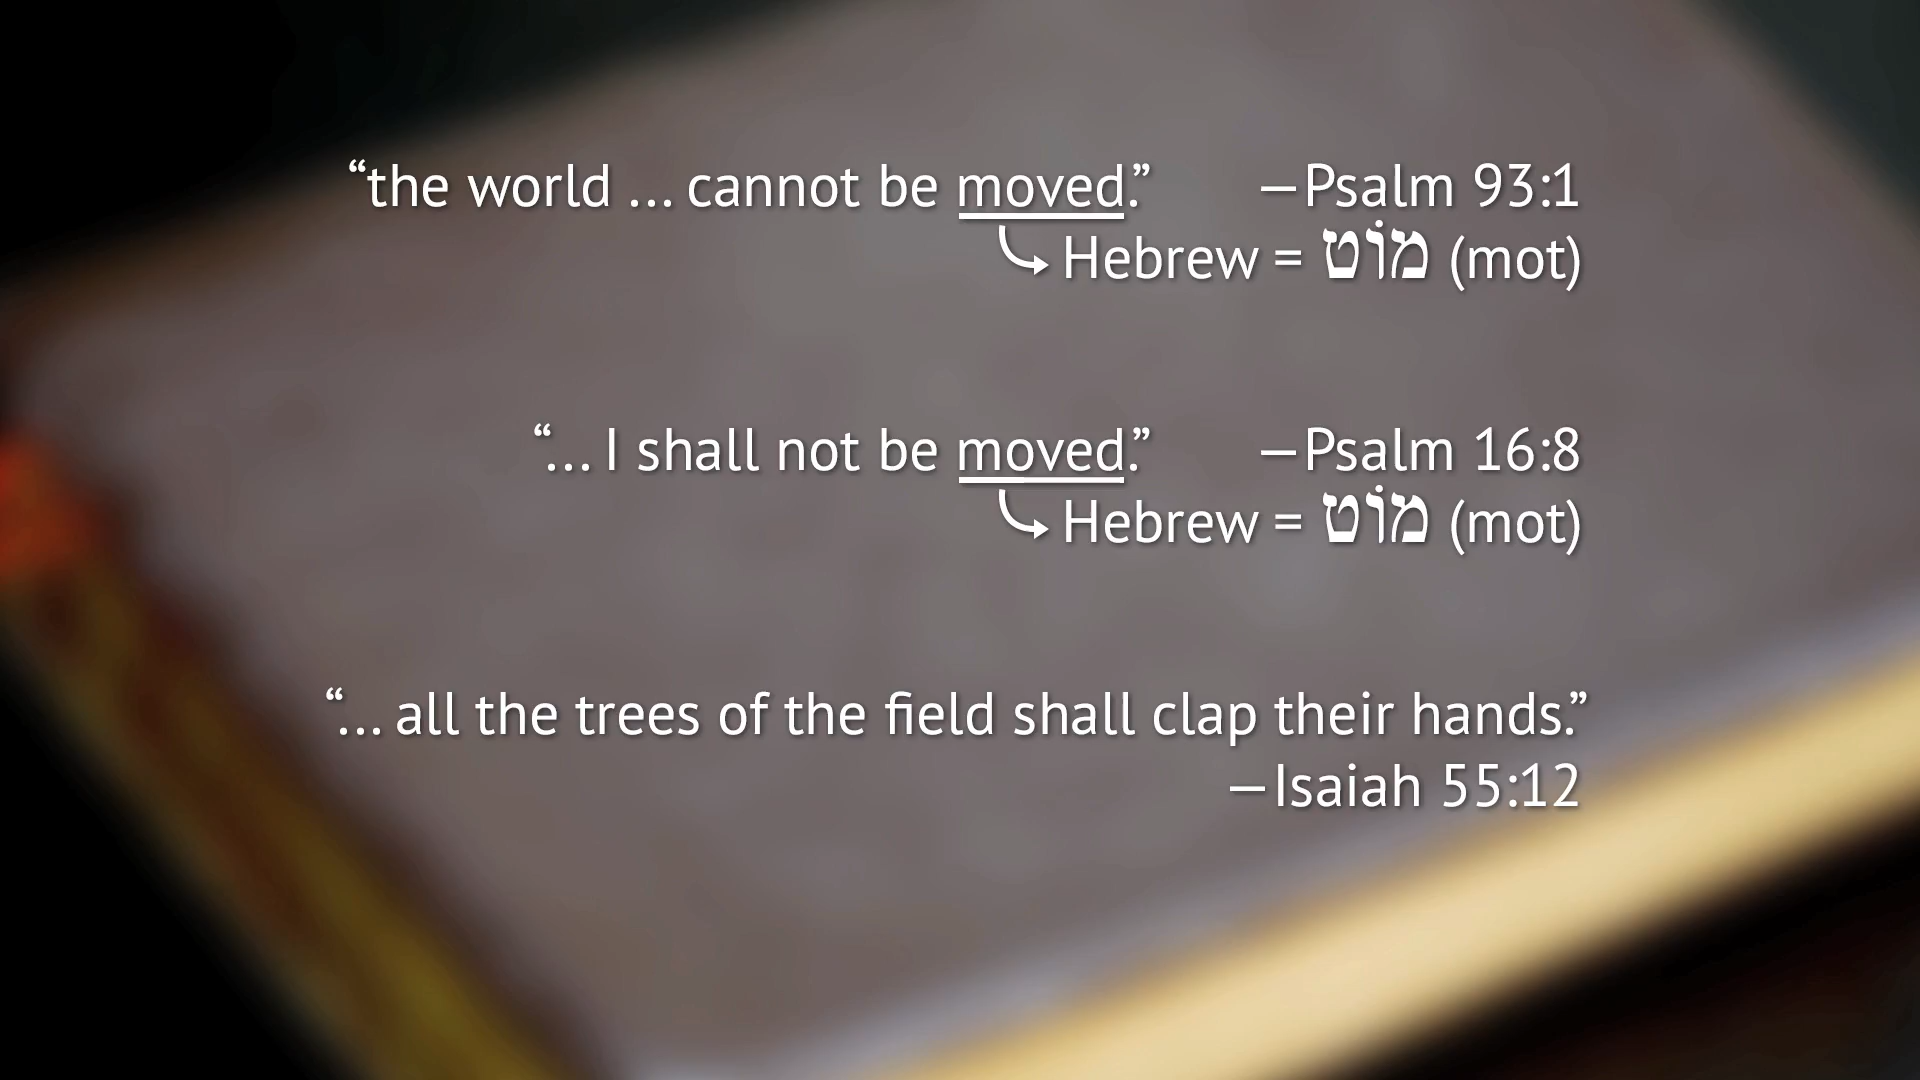 “the world ... cannot be moved.” —Psalm 93:1
Hebrew = מוֹט (mot)
“... I shall not be moved.” —Psalm 16:8
Hebrew = מוֹט (mot)
“... all the trees of the field shall clap their hands.”
—Isaiah 55:12